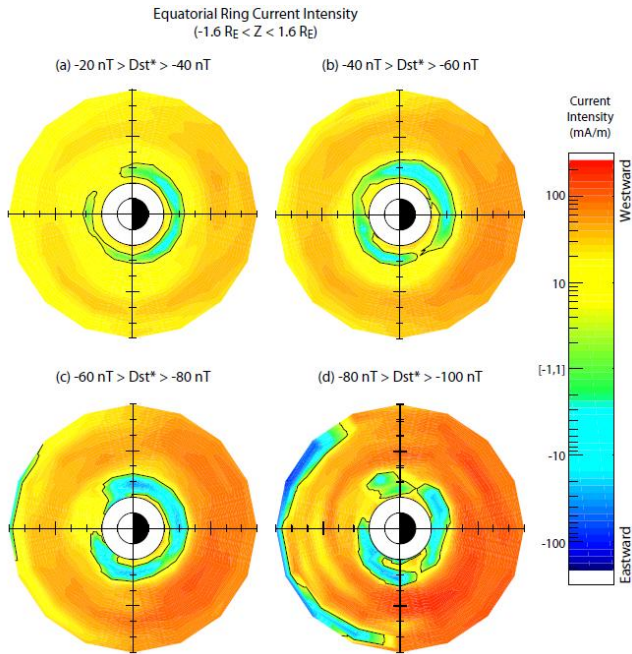 Equatorial Ring Current Intensity
(-1.6 RE < Z < 1.6 RE)
(a) -20 nT > Dst* > -40 nT
(b) -40 nT > Dst* > -60 nT
Current
Intensity
(mA/m)
Westward
100
10
[-1,1]
-10
-100
Eastward
(c) -60 nT > Dst* > -80 nT
(d) -80 nT > Dst* > -100 nT